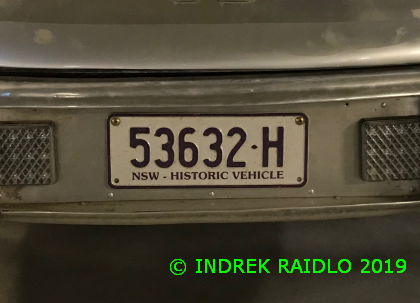 53632·H
NSW - HISTORIC VEHICLE
© INDREK RAIDLO 2019